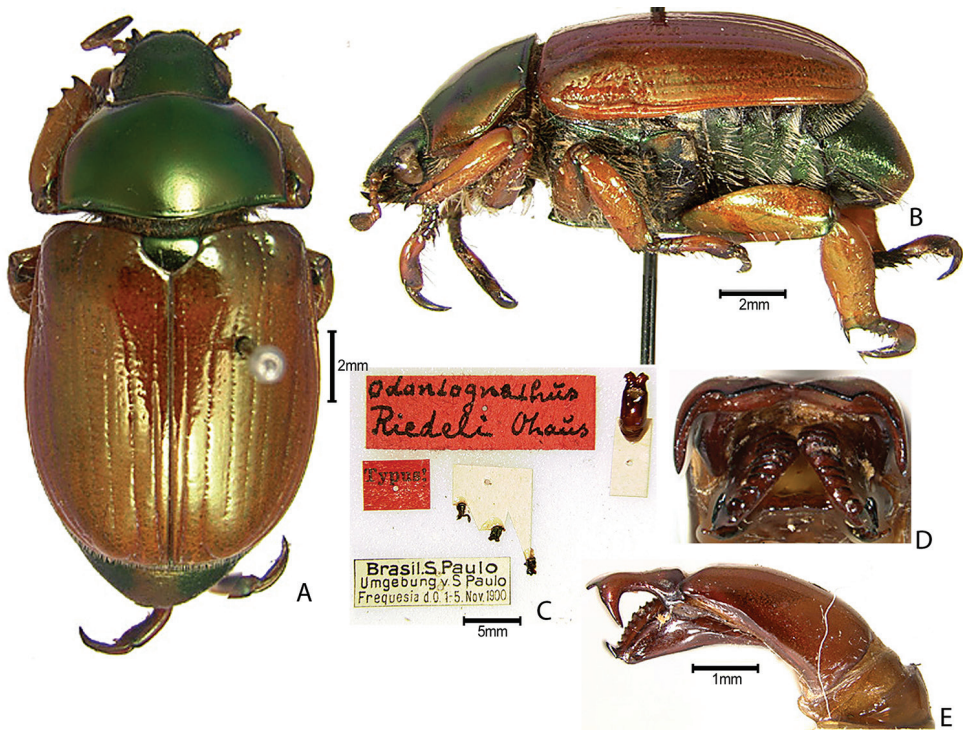 B
2mm
2mm
Odontognathus
Riedeli Ohaus
Typus!
D
A
Brasil.S.Paulo
Umgebung v. S Paulo
Frequesia d.O. 1-5. Nov. 1900
C
5mm
1mm
E